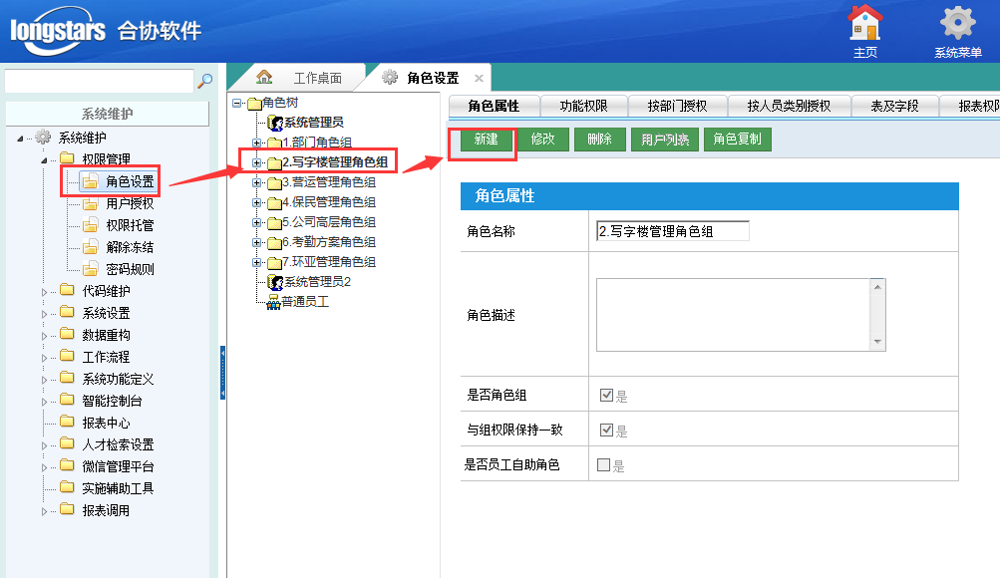 longstars 合协软件
主页
系统菜单
系统维护
系统维护
权限管理
角色设置
用户授权
权限托管
解除冻结
密码规则
代码维护
系统设置
数据重构
工作流程
系统功能定义
智能控制台
报表中心
人才检索设置
微信管理平台
实施辅助工具
报表调用
工作桌面
角色设置
角色树
系统管理员
1.部门角色组
2.写字楼管理角色组
3.营运管理角色组
4.保民管理角色组
5.公司高层角色组
6.考勤方案角色组
7.环亚管理角色组
系统管理员2
普通员工
角色属性 功能权限 按部门授权 按人员类别授权 表及字段 报表权
新建 修改 删除 用户列表 角色复制
角色属性
角色名称 2.写字楼管理角色组
角色描述
是否角色组 是
与组权限保持一致 是
是否员工自助角色 是